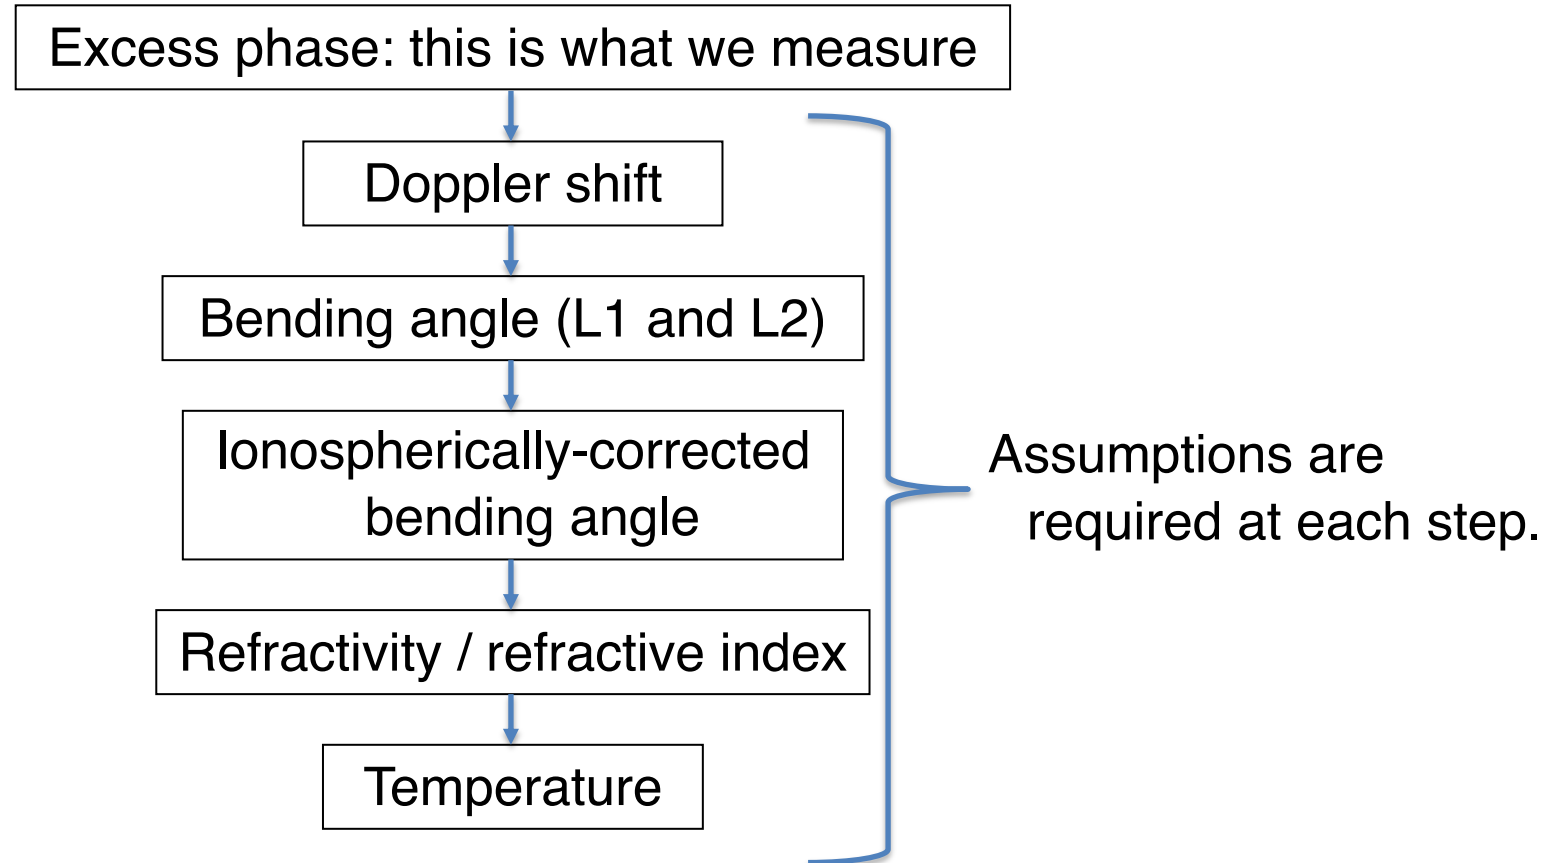 Excess phase: this is what we measure
Doppler shift
Bending angle (L1 and L2)
Ionospherically-corrected
bending angle
Refractivity / refractive index
Temperature
Assumptions are
required at each step.